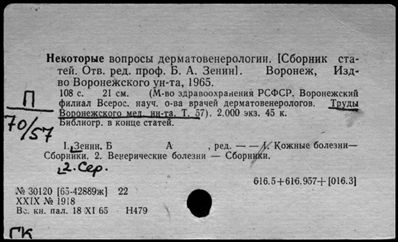 Некоторые вопросы дерматовенерологии. [Сборник ста-
тей. Отв. ред. проф. Б. А. Зенин]. Воронеж, Изд-
во Воронежского ун-та, 1965.
108 с. 21 см. (М-во здравоохранения РСФСР. Воронежский
филиал Всерос. науч. о-ва врачей дерматовенерологов. Труды
Воронежского мед. ин-та. Т. 57). 2.000 экз. 45 к.
Библиогр. в конце статей.
П
70/57
I. Зенин, Б А , ред. — — 1. Кожные болезни—
Сборники. 2. Венерические болезни — Сборники.
2. Сер.
616.5+616.957+[016.3]
№ 30120 [65-42889ж] 22
XXIX № 1918
Вс. кн. пал. 18 XI 65 Н479
ГК